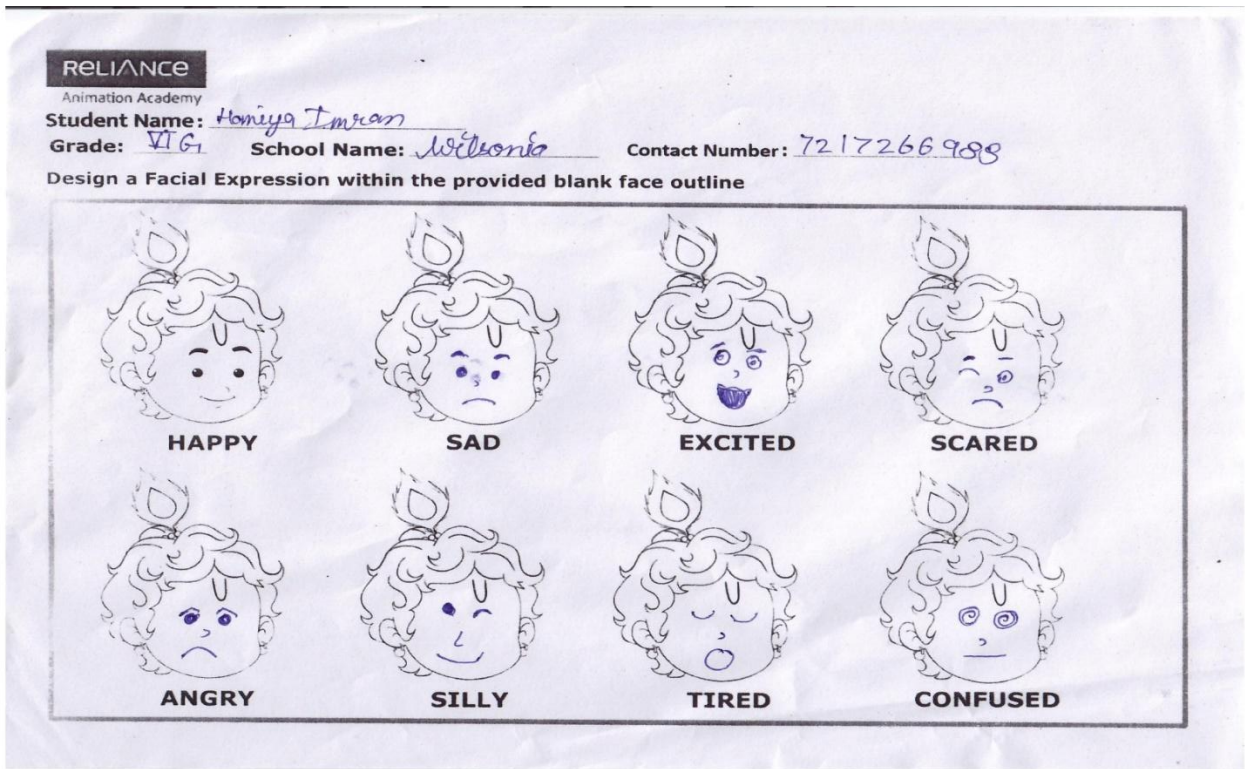 RELIANCE
Animation Academy
Student Name: Homiya Imran
Grade: VI G School Name: Wilsonia Contact Number: 7217266988
Design a Facial Expression within the provided blank face outline
HAPPY SAD EXCITED SCARED
ANGRY SILLY TIRED CONFUSED